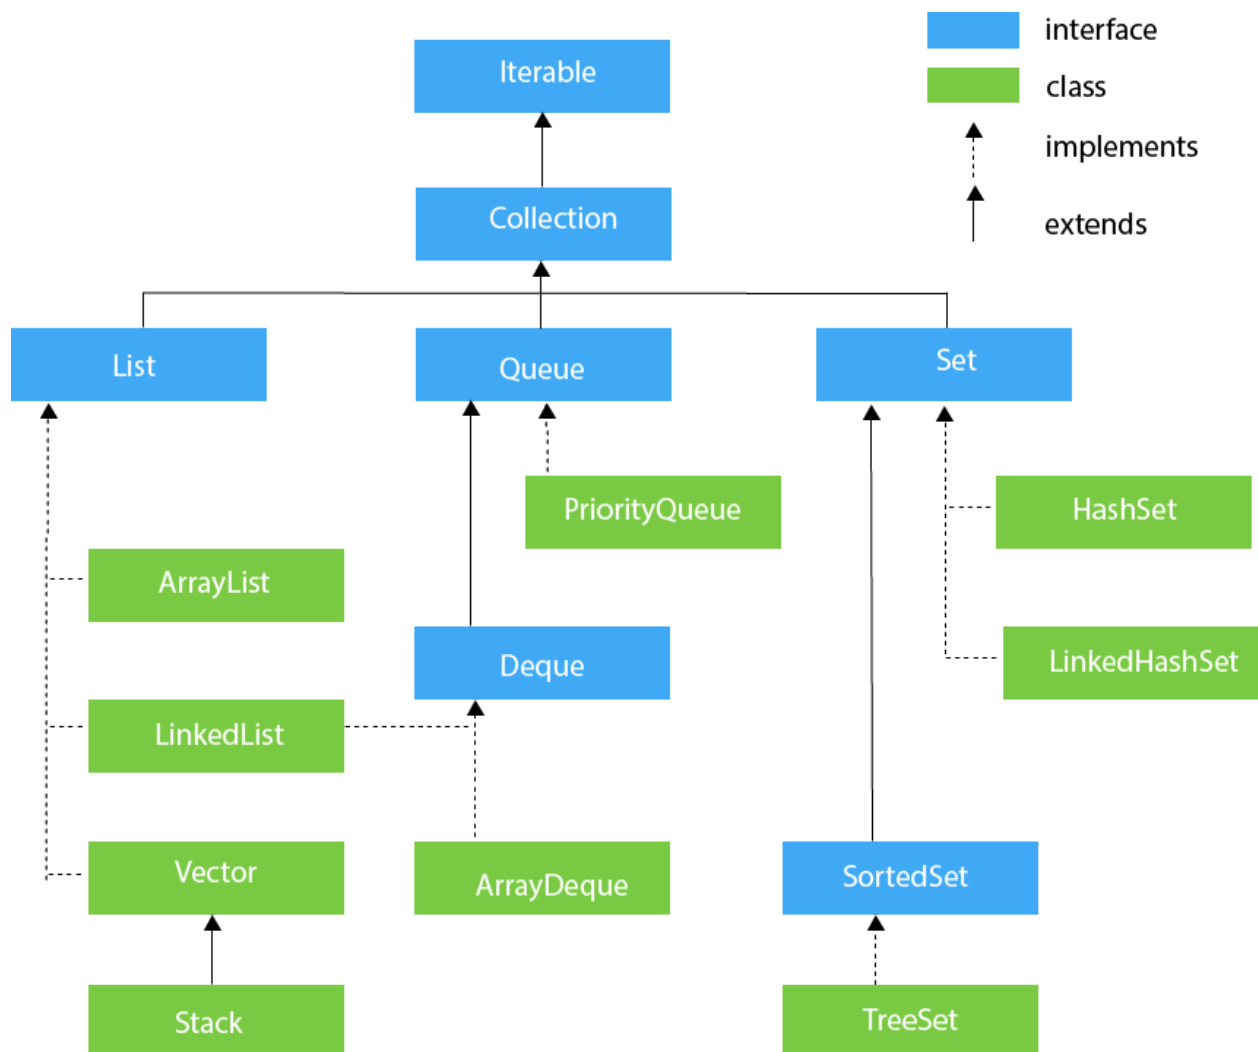 interface
Iterable
class
implements
Collection
extends
List
Queue
Set
PriorityQueue
HashSet
ArrayList
Deque
LinkedHashSet
LinkedList
Vector
ArrayDeque
SortedSet
Stack
TreeSet